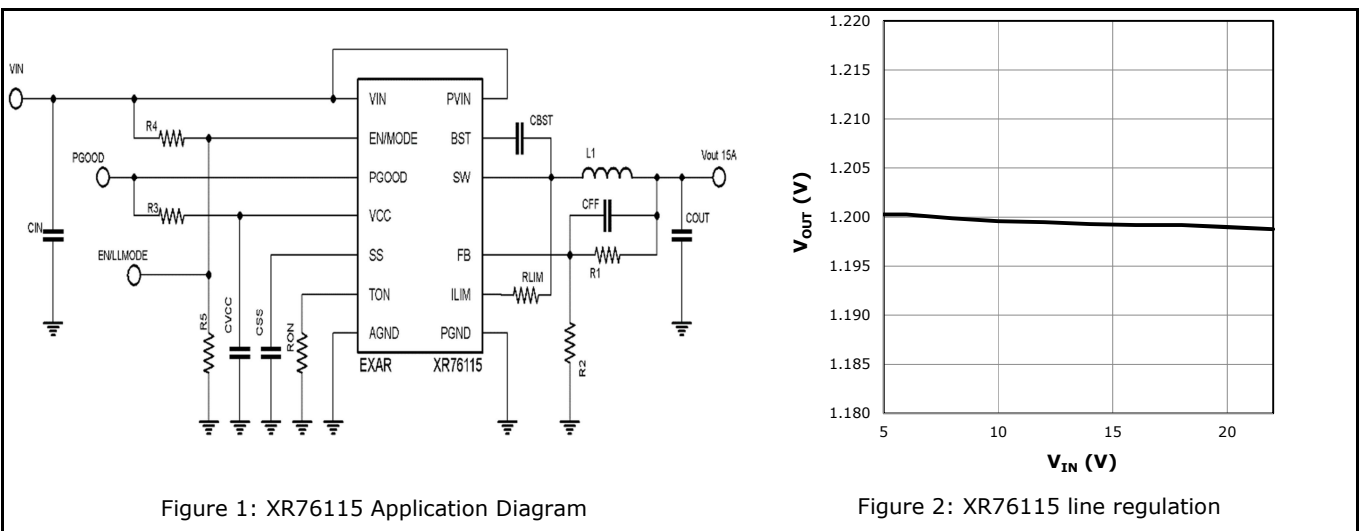 VIN
R4
PGOOD
R3
CIN
EN/LLMODE
R5
CVCC
CSS
RON
VIN
EN/MODE
PGOOD
VCC
SS
TON
AGND
PVIN
BST
SW
FB
ILIM
PGND
EXAR XR76115
CBST
L1
Vout 15A
CFF
COUT
R1
RLIM
R2
Figure 1: XR76115 Application Diagram
1.220
1.215
1.210
1.205
1.200
1.195
1.190
1.185
1.180
VOUT (V)
5 10 15 20
VIN (V)
Figure 2: XR76115 line regulation